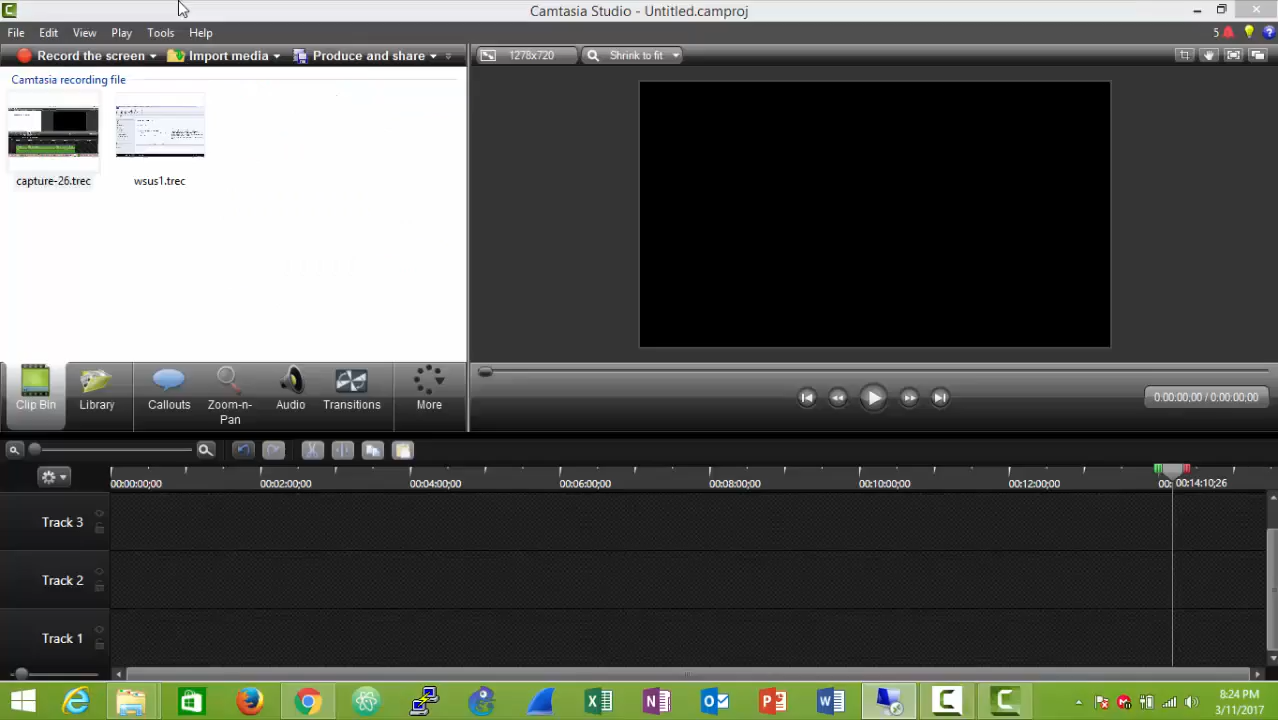 Camtasia Studio - Untitled.camproj
File Edit View Play Tools Help
5
Record the screen Import media Produce and share
1278x720 Shrink to fit
Camtasia recording file
capture-26.trec wsus1.trec
Clip Bin Library Callouts Zoom-n-Pan Audio Transitions More
0:00:00;00 / 0:00:00;00
00:00:00;00 00:02:00;00 00:04:00;00 00:06:00;00 00:08:00;00 00:10:00;00 00:12:00;00 00: 00:14:10;26
Track 3
Track 2
Track 1
8:24 PM
3/11/2017